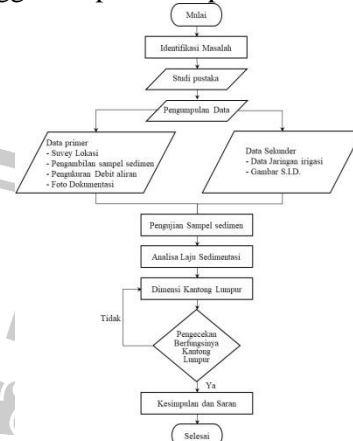 Mulai
Identifikasi Masalah
Studi pustaka
Pengumpulan Data
Data primer
- Suvey Lokasi
- Pengambilan sampel sedimen
- Pengukuran Debit aliran
- Foto Dokumentasi
Data Sekunder
- Data Jaringan irigasi
- Gambar S.I.D.
Pengujian Sampel sedimen
Analisa Laju Sedimentasi
Dimensi Kantong Lumpur
Tidak
Pengecekan
Berfungsinya
Kantong
Lumpur
Ya
Kesimpulan dan Saran
Selesai